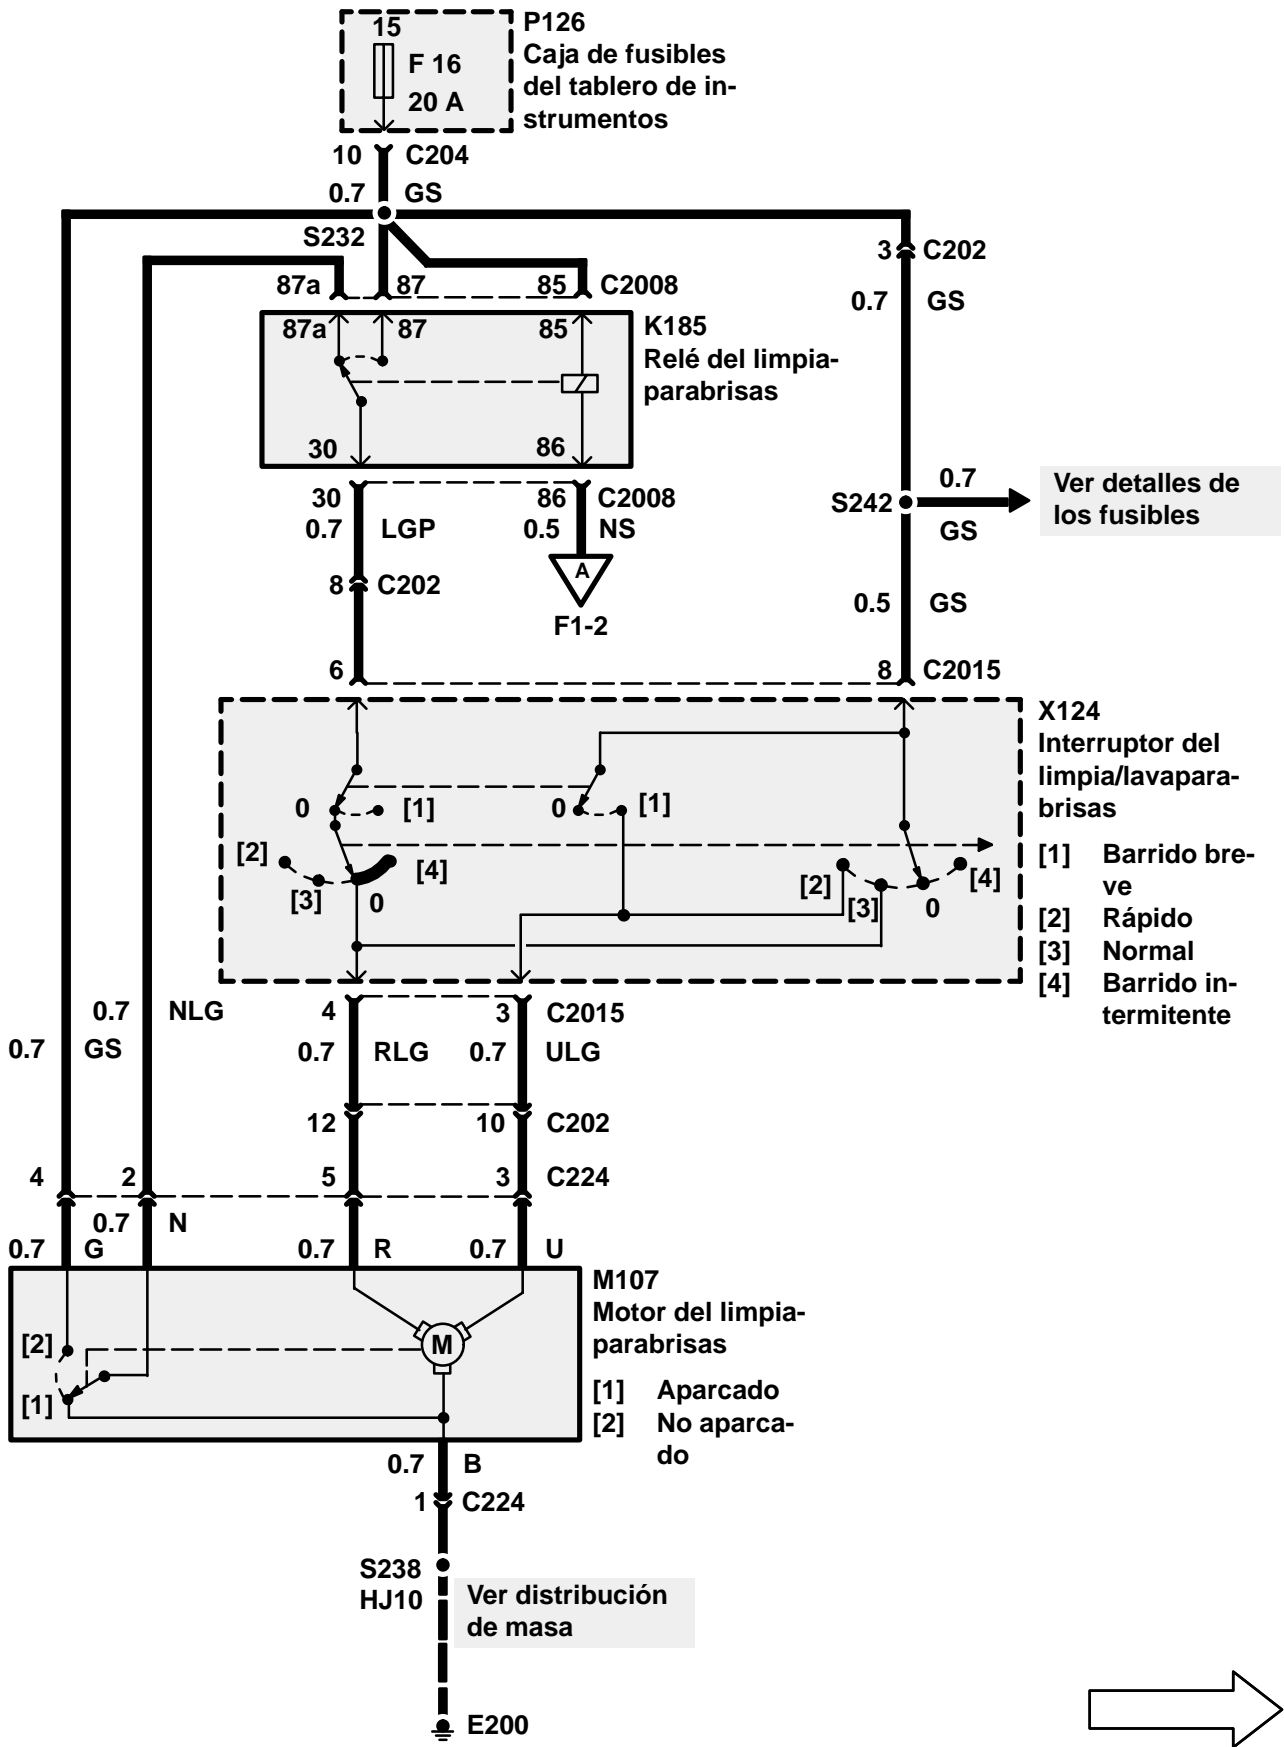 15
F 16
20 A
P126
Caja de fusibles
del tablero de in-
strumentos
10 C204
0.7 GS
S232
3 C202
87a 87 85 C2008
0.7 GS
87a 87 85
K185
Relé del limpia-
parabrisas
30 86
30 86 C2008
0.7 LGP 0.5 NS
S242
0.7
GS
Ver detalles de
los fusibles
8 C202
A
F1-2
0.5 GS
6 8 C2015
X124
Interruptor del
limpia/lavapara-
brisas
[1] Barrido bre-
ve
[2] Rápido
[3] Normal
[4] Barrido in-
termitente
0 [1] 0 [1]
[2] [3] 0 [4]
[2] [3] 0 [4]
0.7 NLG 4 3 C2015
0.7 GS 0.7 RLG 0.7 ULG
12 10 C202
4 2 5 3 C224
0.7 N
0.7 G 0.7 R 0.7 U
M107
Motor del limpia-
parabrisas
[1] Aparcado
[2] No aparca-
do
[2]
[1]
M
0.7 B
1 C224
S238
HJ10
Ver distribución
de masa
E200